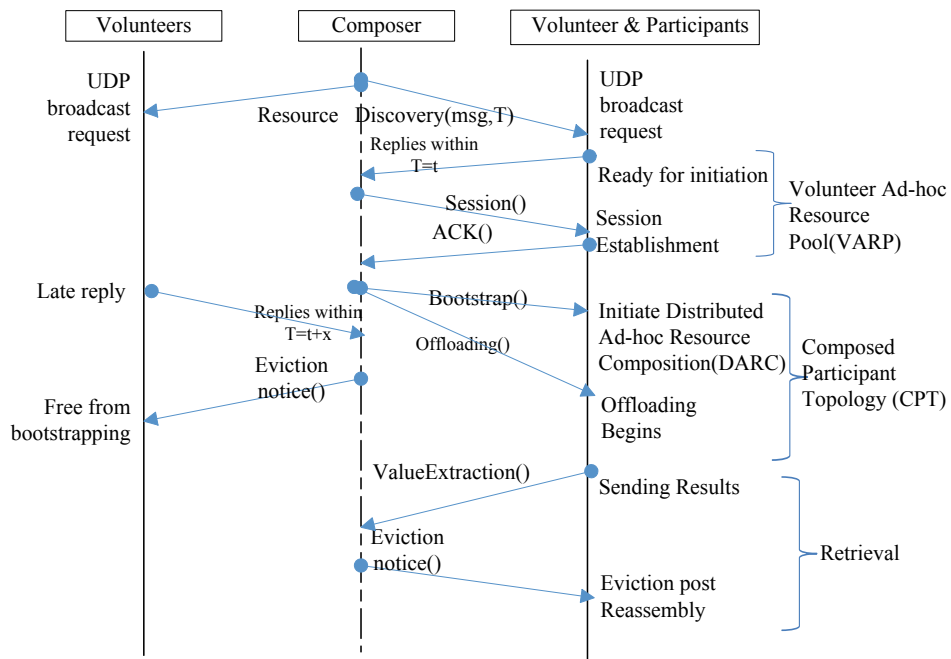 Volunteers
Composer
Volunteer & Participants
UDP
broadcast
request
UDP
broadcast
request
Resource Discovery(msg,T)
Replies within
T=t
Ready for initiation
Session()
Session
Establishment
ACK()
Volunteer Ad-hoc
Resource
Pool(VARP)
Late reply
Replies within
T=t+x
Bootstrap()
Initiate Distributed
Ad-hoc Resource
Composition(DARC)
Offloading()
Composed
Participant
Topology (CPT)
Eviction
notice()
Free from
bootstrapping
Offloading
Begins
ValueExtraction()
Sending Results
Eviction
notice()
Retrieval
Eviction post
Reassembly